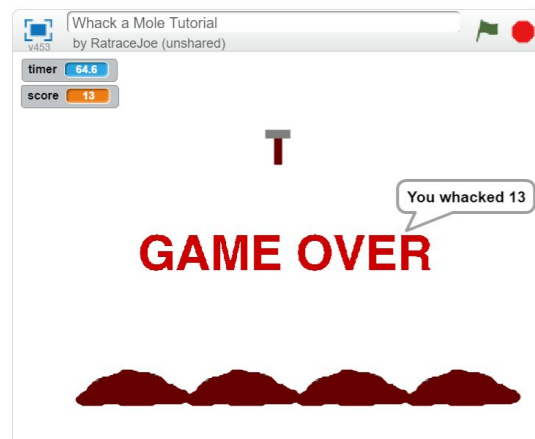 Whack a Mole Tutorial
v453
by RatraceJoe (unshared)
timer 64.6
score 13
You whacked 13
GAME OVER